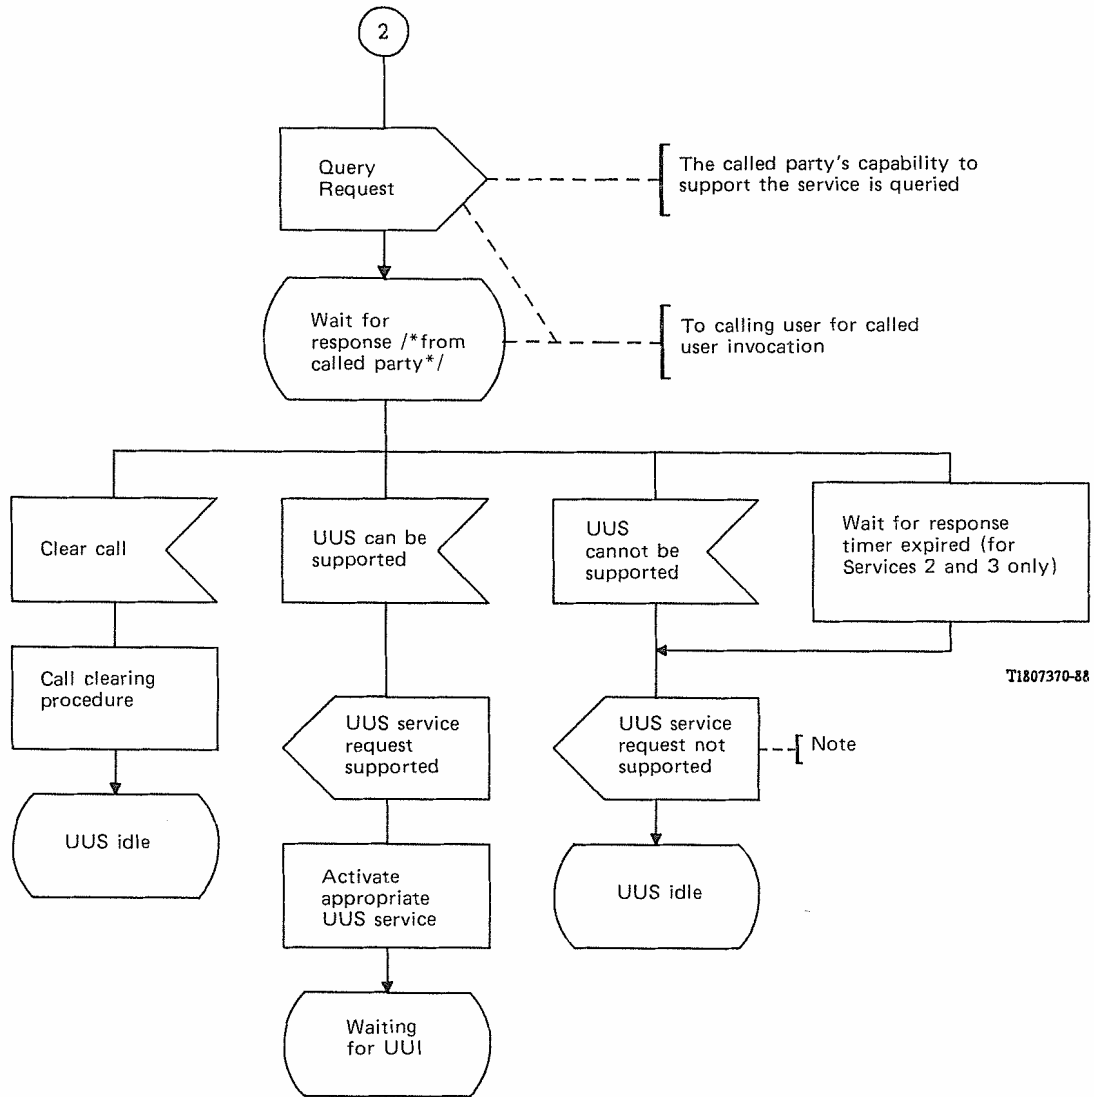 2
Query
Request
The called party's capability to
support the service is queried
Wait for
response /*from
called party*/
To calling user for called
user invocation
Clear call
UUS can be
supported
UUS
cannot be
supported
Wait for response
timer expired (for
Services 2 and 3 only)
T1807370-88
Call clearing
procedure
UUS service
request
supported
UUS service
request not
supported
Note
UUS idle
Activate
appropriate
UUS service
UUS idle
Waiting
for UUI